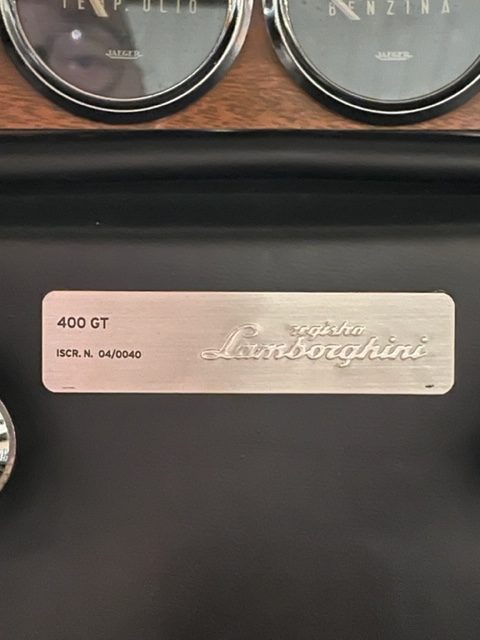 TEMP. OLIO
BENZINA
JAEGER
JAEGER
400 GT
registro
Lamborghini
ISCR. N. 04/0040